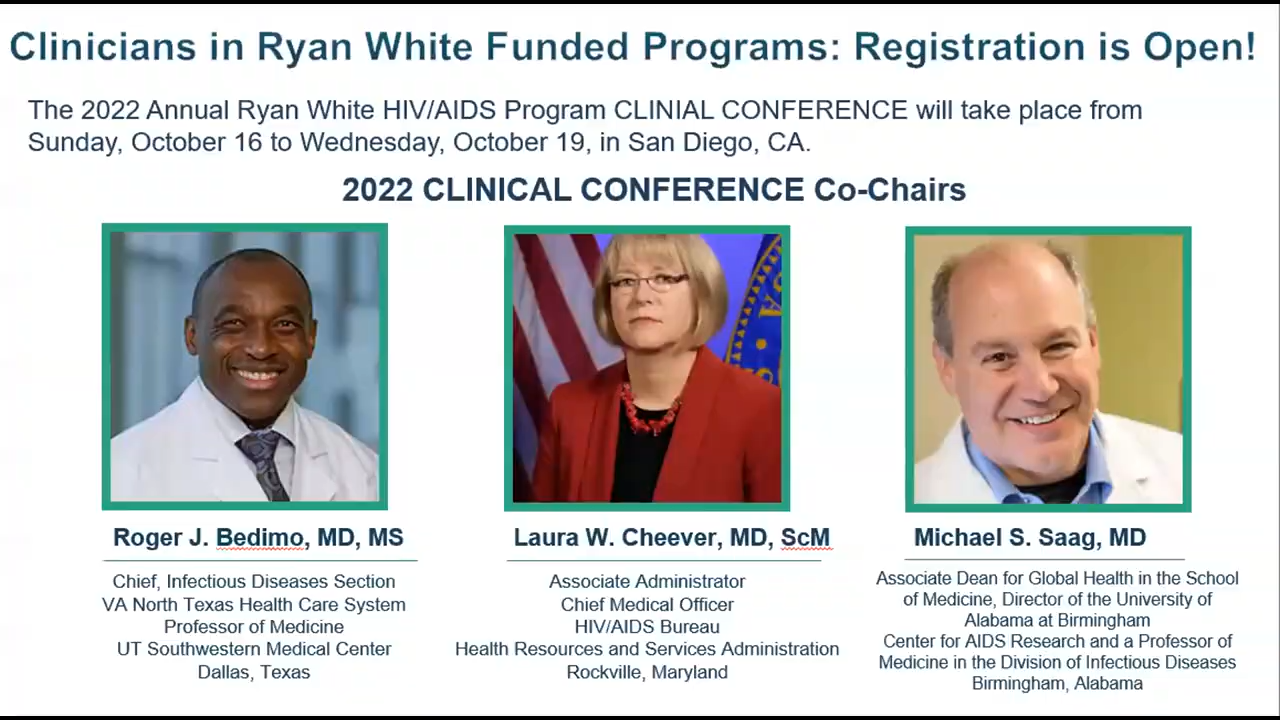 Clinicians in Ryan White Funded Programs: Registration is Open!
The 2022 Annual Ryan White HIV/AIDS Program CLINIAL CONFERENCE will take place from
Sunday, October 16 to Wednesday, October 19, in San Diego, CA.
2022 CLINICAL CONFERENCE Co-Chairs
Roger J. Bedimo, MD, MS
Chief, Infectious Diseases Section
VA North Texas Health Care System
Professor of Medicine
UT Southwestern Medical Center
Dallas, Texas
Laura W. Cheever, MD, ScM
Associate Administrator
Chief Medical Officer
HIV/AIDS Bureau
Health Resources and Services Administration
Rockville, Maryland
Michael S. Saag, MD
Associate Dean for Global Health in the School
of Medicine, Director of the University of
Alabama at Birmingham
Center for AIDS Research and a Professor of
Medicine in the Division of Infectious Diseases
Birmingham, Alabama